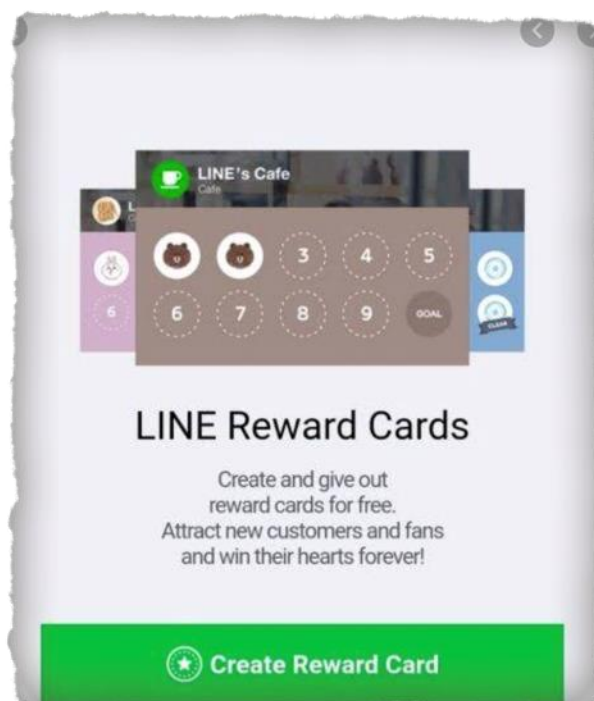 LINE's Cafe
Cafe
3 4 5
6 7 8 9 GOAL
6
CLEAR
LINE Reward Cards
Create and give out
reward cards for free.
Attract new customers and fans
and win their hearts forever!
Create Reward Card